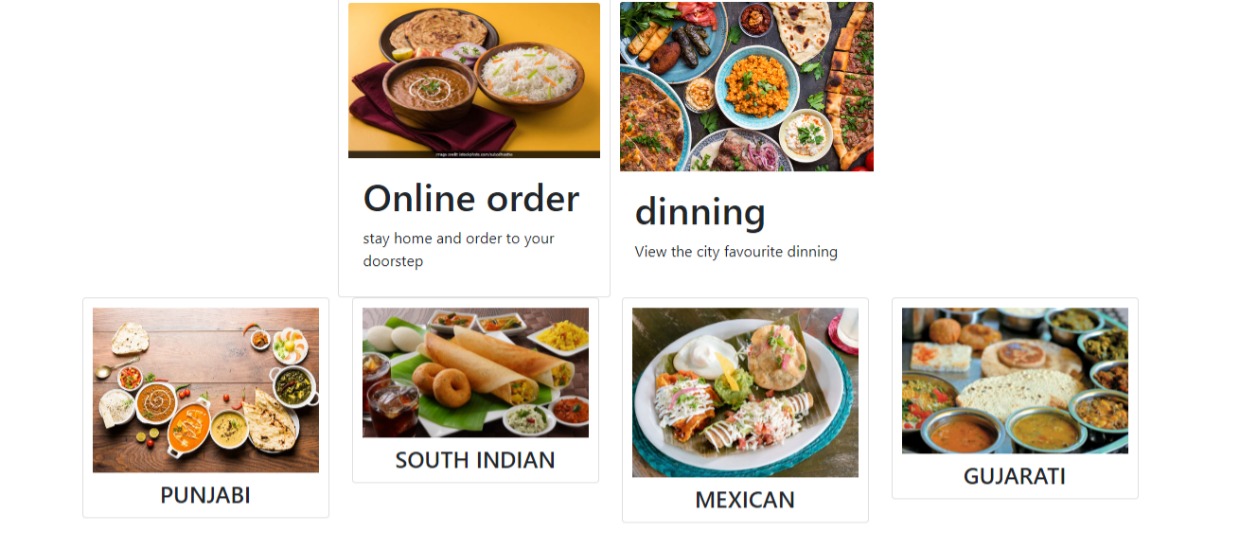 Online order
stay home and order to your
doorstep
dinning
View the city favourite dinning
PUNJABI
SOUTH INDIAN
MEXICAN
GUJARATI